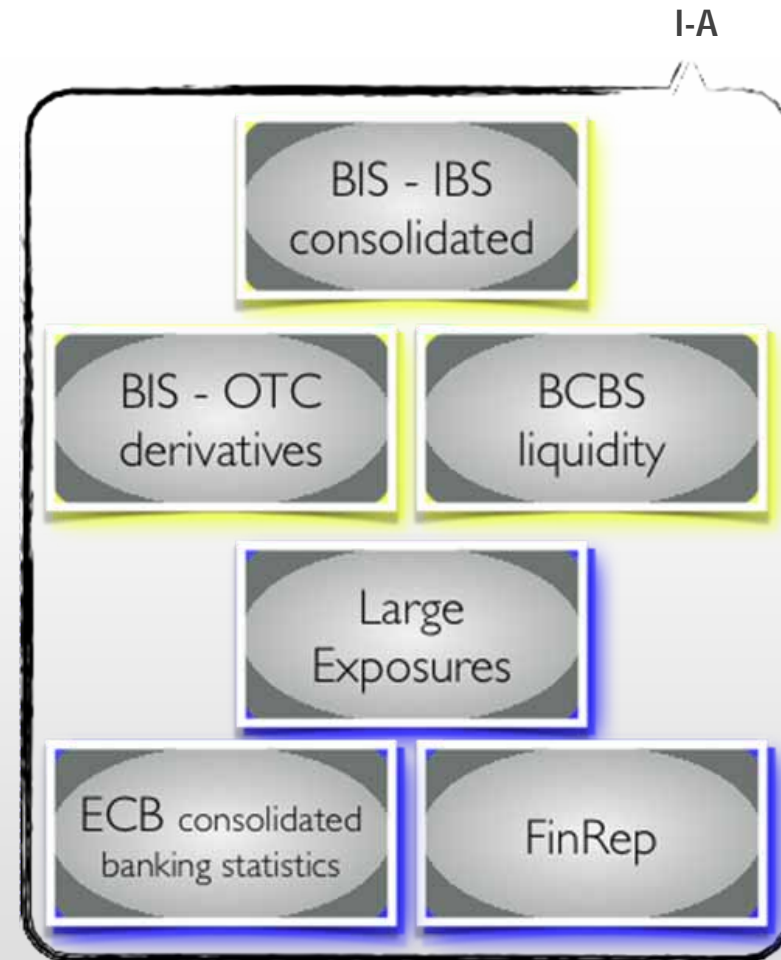 I-A
BIS - IBS
consolidated
BIS - OTC
derivatives
BCBS
liquidity
Large
Exposures
ECB consolidated
banking statistics
FinRep